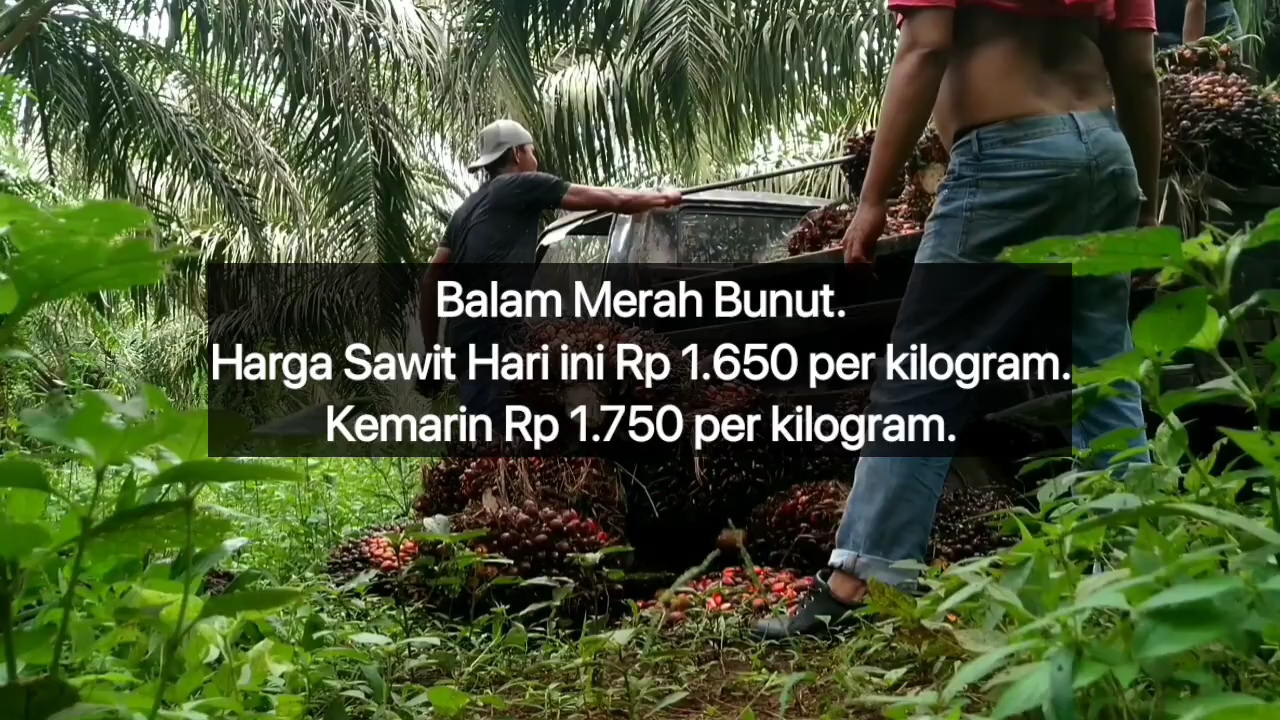 Balam Merah Bunut.
Harga Sawit Hari ini Rp 1.650 per kilogram.
Kemarin Rp 1.750 per kilogram.